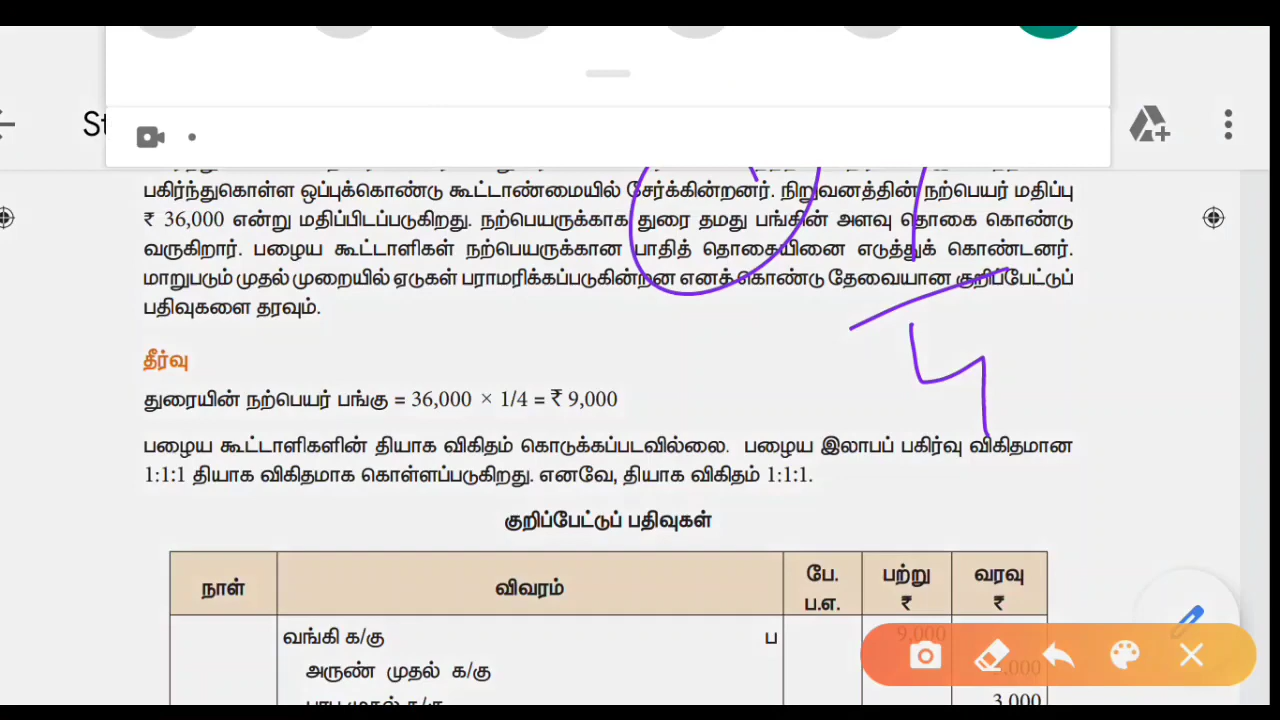 St
பகிர்ந்துகொள்ள ஒப்புக்கொண்டு கூட்டாண்மையில் சேர்க்கின்றனர். நிறுவனத்தின் நற்பெயர் மதிப்பு
₹ 36,000 என்று மதிப்பிடப்படுகிறது. நற்பெயருக்காக துரை தமது பங்கின் அளவு தொகை கொண்டு
வருகிறார். பழைய கூட்டாளிகள் நற்பெயருக்கான பாதித் தொகையினை எடுத்துக் கொண்டனர்.
மாறுபடும் முதல் முறையில் ஏடுகள் பராமரிக்கப்படுகின்றன எனக் கொண்டு தேவையான குறிப்பேட்டுப்
பதிவுகளை தரவும்.
தீர்வு
துரையின் நற்பெயர் பங்கு = 36,000 × 1/4 = ₹ 9,000
பழைய கூட்டாளிகளின் தியாக விகிதம் கொடுக்கப்படவில்லை. பழைய இலாபப் பகிர்வு விகிதமான
1:1:1 தியாக விகிதமாக கொள்ளப்படுகிறது. எனவே, தியாக விகிதம் 1:1:1.
குறிப்பேட்டுப் பதிவுகள்
நாள் விவரம் பே. ப.எ. பற்று ₹ வரவு ₹
வங்கி க/கு ப 9,000
அருண் முதல் க/கு
3,000